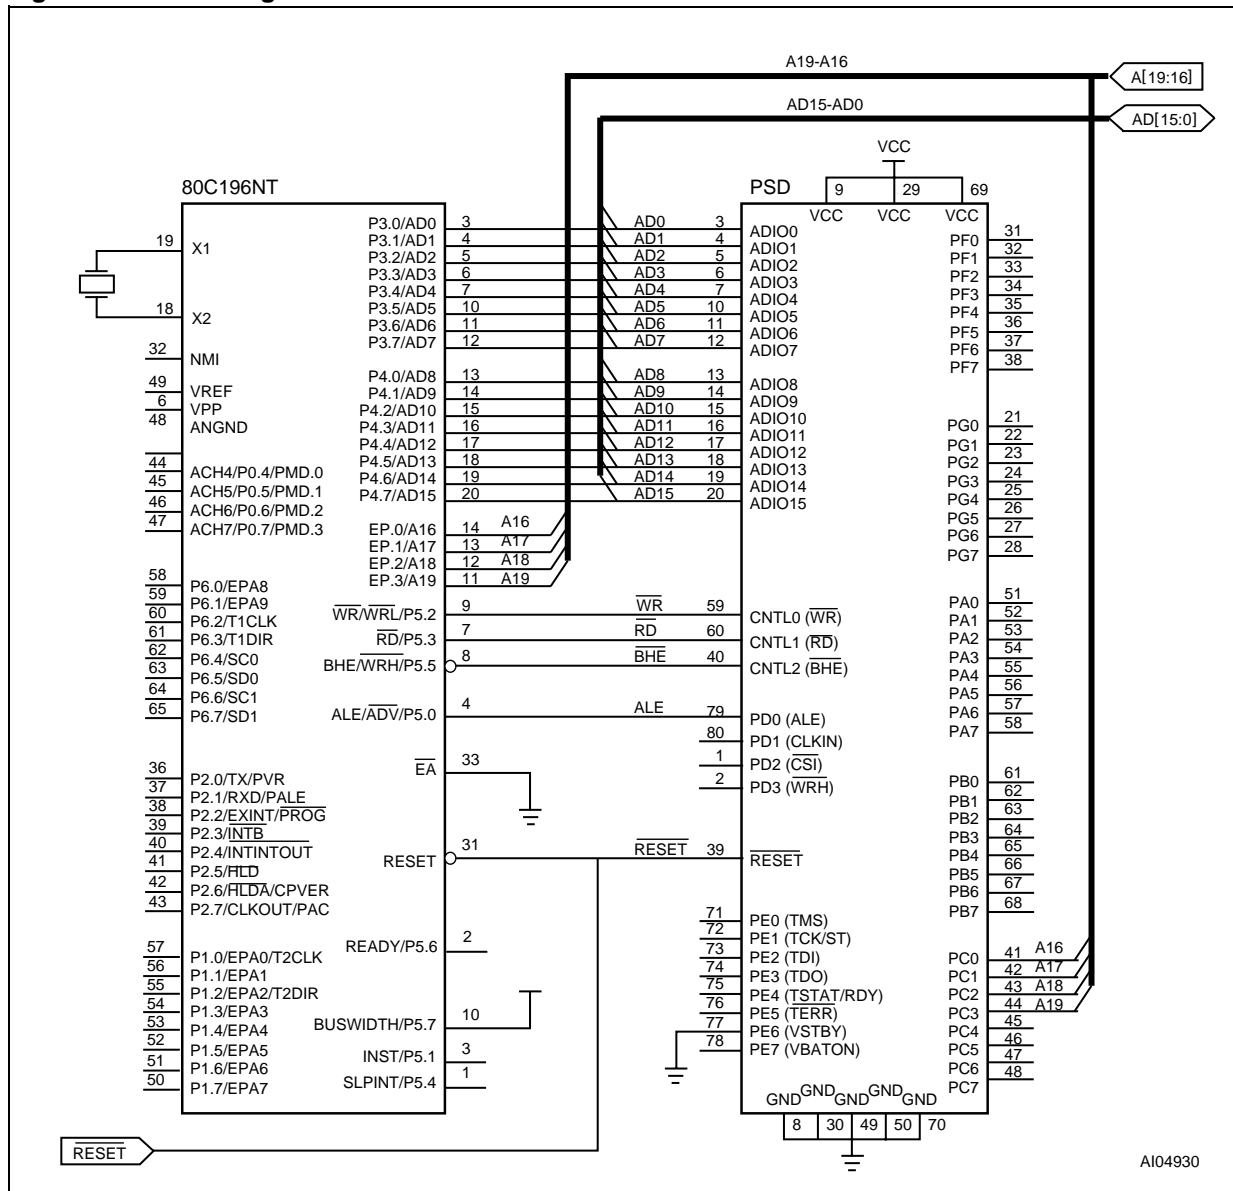 A19-A16
A[19:16]
AD15-AD0
AD[15:0]
VCC
80C196NT
PSD
9 29 69
VCC VCC VCC
19 X1
18 X2
32 NMI
49 VREF
6 VPP
48 ANGND
44 ACH4/P0.4/PMD.0
45 ACH5/P0.5/PMD.1
46 ACH6/P0.6/PMD.2
47 ACH7/P0.7/PMD.3
58 P6.0/EPA8
59 P6.1/EPA9
60 P6.2/T1CLK
61 P6.3/T1DIR
62 P6.4/SC0
63 P6.5/SD0
64 P6.6/SC1
65 P6.7/SD1
36 P2.0/TX/PVR
37 P2.1/RXD/PALE
38 P2.2/EXINT/PROG
39 P2.3/INTB
40 P2.4/INTINTOUT
41 P2.5/HLD
42 P2.6/HLDA/CPVER
43 P2.7/CLKOUT/PAC
57 P1.0/EPA0/T2CLK
56 P1.1/EPA1
55 P1.2/EPA2/T2DIR
54 P1.3/EPA3
53 P1.4/EPA4
52 P1.5/EPA5
51 P1.6/EPA6
50 P1.7/EPA7
P3.0/AD0 3 AD0 3 ADIO0
P3.1/AD1 4 AD1 4 ADIO1
P3.2/AD2 5 AD2 5 ADIO2
P3.3/AD3 6 AD3 6 ADIO3
P3.4/AD4 7 AD4 7 ADIO4
P3.5/AD5 10 AD5 10 ADIO5
P3.6/AD6 11 AD6 11 ADIO6
P3.7/AD7 12 AD7 12 ADIO7
P4.0/AD8 13 AD8 13 ADIO8
P4.1/AD9 14 AD9 14 ADIO9
P4.2/AD10 15 AD10 15 ADIO10
P4.3/AD11 16 AD11 16 ADIO11
P4.4/AD12 17 AD12 17 ADIO12
P4.5/AD13 18 AD13 18 ADIO13
P4.6/AD14 19 AD14 19 ADIO14
P4.7/AD15 20 AD15 20 ADIO15
EP.0/A16 14 A16
EP.1/A17 13 A17
EP.2/A18 12 A18
EP.3/A19 11 A19
WR/WRL/P5.2 9 WR 59 CNTL0 (WR)
RD/P5.3 7 RD 60 CNTL1 (RD)
BHE/WRH/P5.5 8 BHE 40 CNTL2 (BHE)
ALE/ADV/P5.0 4 ALE 79 PD0 (ALE)
80 PD1 (CLKIN)
1 PD2 (CSI)
2 PD3 (WRH)
EA 33
RESET 31 RESET 39 RESET
READY/P5.6 2
BUSWIDTH/P5.7 10
INST/P5.1 3
SLPINT/P5.4 1
71 PE0 (TMS)
72 PE1 (TCK/ST)
73 PE2 (TDI)
74 PE3 (TDO)
75 PE4 (TSTAT/RDY)
76 PE5 (TERR)
77 PE6 (VSTBY)
78 PE7 (VBATON)
PF0 31
PF1 32
PF2 33
PF3 34
PF4 35
PF5 36
PF6 37
PF7 38
PG0 21
PG1 22
PG2 23
PG3 24
PG4 25
PG5 26
PG6 27
PG7 28
PA0 51
PA1 52
PA2 53
PA3 54
PA4 55
PA5 56
PA6 57
PA7 58
PB0 61
PB1 62
PB2 63
PB3 64
PB4 65
PB5 66
PB6 67
PB7 68
PC0 41 A16
PC1 42 A17
PC2 43 A18
PC3 44 A19
PC4 45
PC5 46
PC6 47
PC7 48
GND GND GND GND GND
8 30 49 50 70
RESET
AI04930